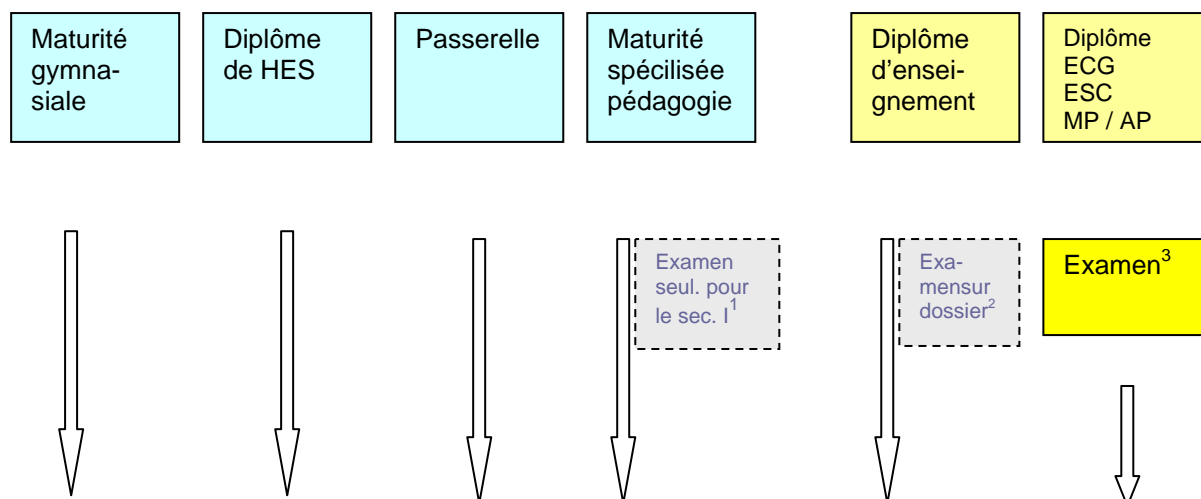 Maturité
gymna-
siale
Diplôme
de HES
Passerelle
Maturité
spécilisée
pédagogie
Diplôme
d'ensei-
gnement
Diplôme
ECG
ESC
MP / AP
Examen
seul. pour
le sec. I¹
Exa-
mensur
dossier²
Examen³